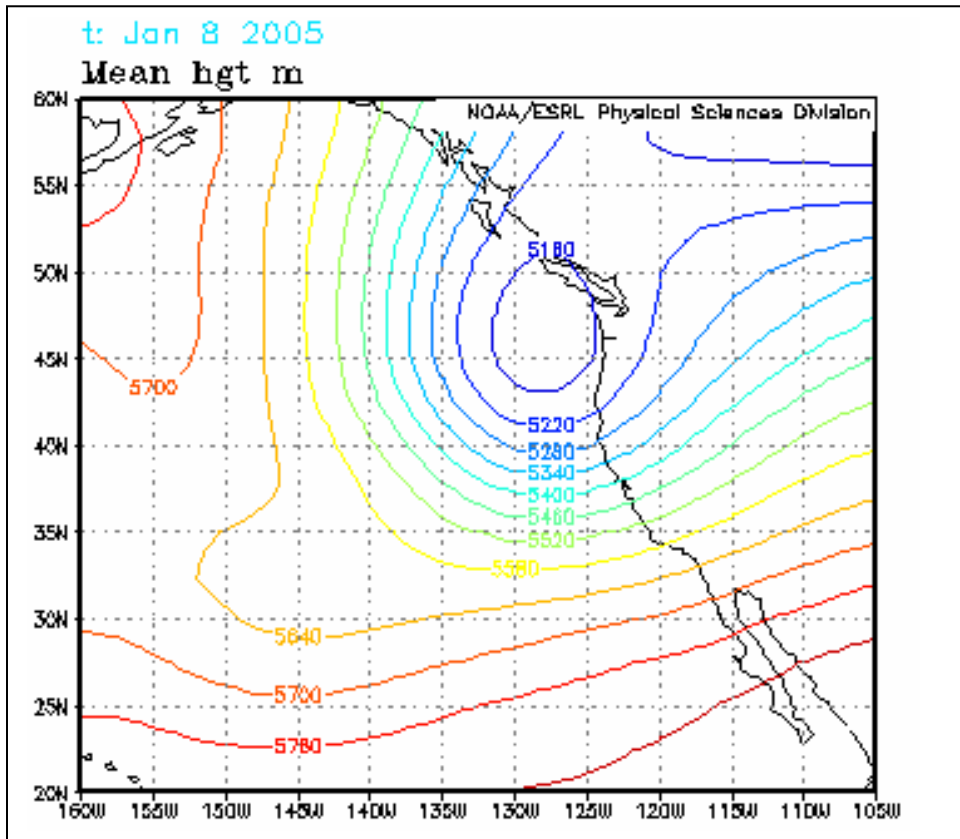 t: Jan 8 2005
Mean hgt m
NOAA/ESRL Physical Sciences Division
60N
55N
5160
50N
45N
5700
5220
40N
5280
5340
5400
5460
35N
5520
5580
30N
5640
5700
25N
5760
20N
160W 155W 150W 145W 140W 135W 130W 125W 120W 115W 110W 105W